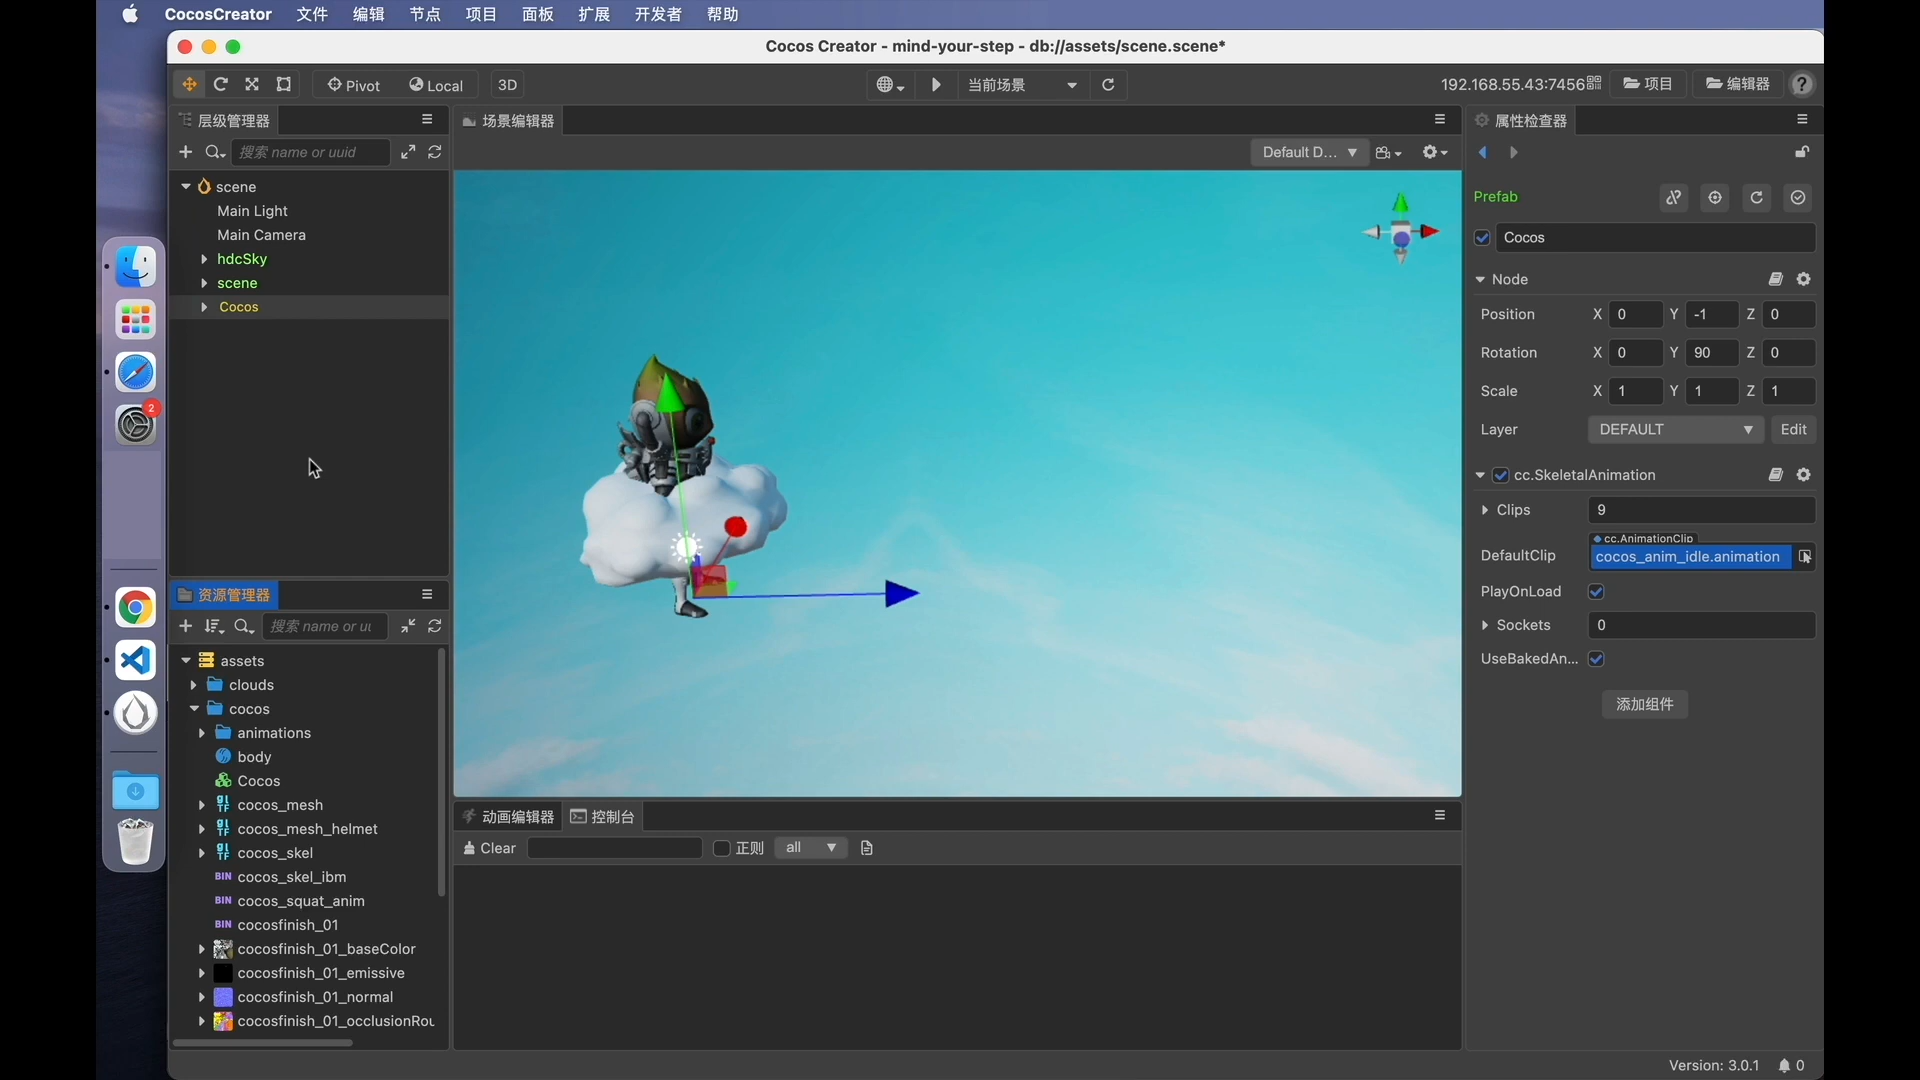 CocosCreator 文件 编辑 节点 项目 面板 扩展 开发者 帮助
Cocos Creator - mind-your-step - db://assets/scene.scene*
Pivot Local 3D 当前场景 192.168.55.43:7456 项目 编辑器 ?
层级管理器
搜索 name or uuid
scene
Main Light
Main Camera
hdcSky
scene
Cocos
2
场景编辑器
Default D...
属性检查器
Prefab
Cocos
Node
Position X 0 Y -1 Z 0
Rotation X 0 Y 90 Z 0
Scale X 1 Y 1 Z 1
Layer DEFAULT Edit
cc.SkeletalAnimation
Clips 9
cc.AnimationClip
DefaultClip cocos_anim_idle.animation
PlayOnLoad
Sockets 0
UseBakedAn...
添加组件
资源管理器
搜索 name or uu
assets
clouds
cocos
animations
body
Cocos
cocos_mesh
cocos_mesh_helmet
cocos_skel
BIN cocos_skel_ibm
BIN cocos_squat_anim
BIN cocosfinish_01
cocosfinish_01_baseColor
cocosfinish_01_emissive
cocosfinish_01_normal
cocosfinish_01_occlusionRou
动画编辑器 控制台
Clear 正则 all
Version: 3.0.1 0